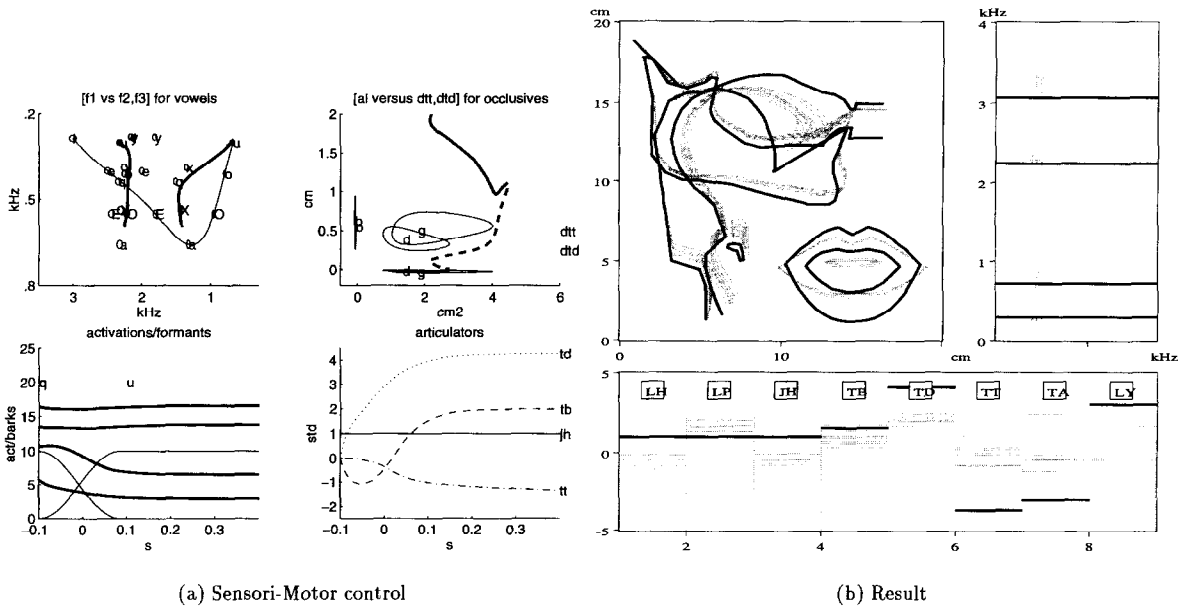 [f1 vs f2,f3] for vowels
.2
.5
.8
kHz
3
2
1
kHz
[al versus dtt,dtd] for occlusives
2
1.5
1
0.5
0
cm
0
2
4
6
cm2
d
g
d
g
dtt
dtd
activations/formants
25
20
15
10
5
0
act/barks
q
u
-0.1
0
0.1
0.2
0.3
s
articulators
4
3
2
1
0
-1
-2
std
td
tb
jh
tt
-0.1
0
0.1
0.2
0.3
s
(a) Sensori-Motor control
cm
20
15
10
5
0
0
10
cm
kHz
4
3
2
1
0
kHz
5
0
-5
LH
LP
JH
TB
TD
TT
TA
LY
2
4
6
8
(b) Result